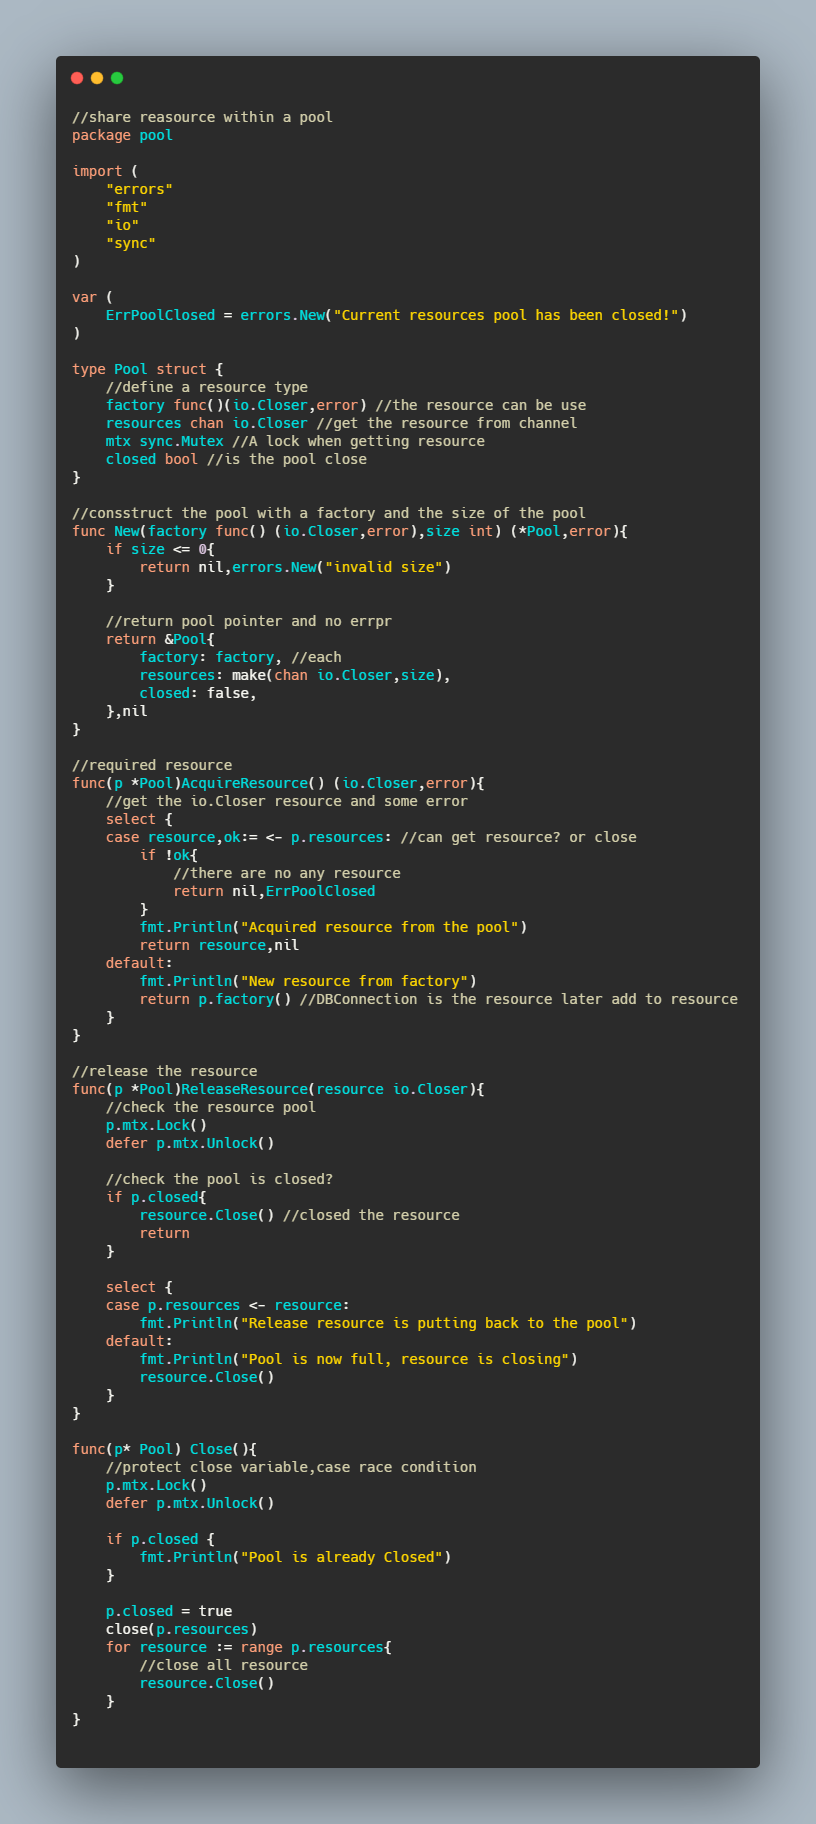 //share reasource within a pool
package pool
import (
    "errors"
    "fmt"
    "io"
    "sync"
)
var (
    ErrPoolClosed = errors.New("Current resources pool has been closed!")
)
type Pool struct {
    //define a resource type
    factory func()(io.Closer,error) //the resource can be use
    resources chan io.Closer //get the resource from channel
    mtx sync.Mutex //A lock when getting resource
    closed bool //is the pool close
}
//consstruct the pool with a factory and the size of the pool
func New(factory func() (io.Closer,error),size int) (*Pool,error){
    if size <= 0{
        return nil,errors.New("invalid size")
    }
    //return pool pointer and no errpr
    return &Pool{
        factory: factory, //each
        resources: make(chan io.Closer,size),
        closed: false,
    },nil
}
//required resource
func(p *Pool)AcquireResource() (io.Closer,error){
    //get the io.Closer resource and some error
    select {
    case resource,ok:= <- p.resources: //can get resource? or close
        if !ok{
            //there are no any resource
            return nil,ErrPoolClosed
        }
        fmt.Println("Acquired resource from the pool")
        return resource,nil
    default:
        fmt.Println("New resource from factory")
        return p.factory() //DBConnection is the resource later add to resource
    }
}
//release the resource
func(p *Pool)ReleaseResource(resource io.Closer){
    //check the resource pool
    p.mtx.Lock()
    defer p.mtx.Unlock()
    //check the pool is closed?
    if p.closed{
        resource.Close() //closed the resource
        return
    }
    select {
    case p.resources <- resource:
        fmt.Println("Release resource is putting back to the pool")
    default:
        fmt.Println("Pool is now full, resource is closing")
        resource.Close()
    }
}
func(p* Pool) Close(){
    //protect close variable,case race condition
    p.mtx.Lock()
    defer p.mtx.Unlock()
    if p.closed {
        fmt.Println("Pool is already Closed")
    }
    p.closed = true
    close(p.resources)
    for resource := range p.resources{
        //close all resource
        resource.Close()
    }
}